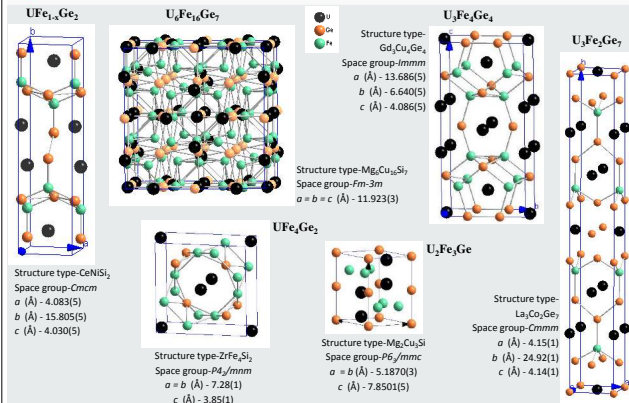 UFe1-xGe2
b
a
Structure type-CeNiSi2
Space group-Cmcm
a (Å) - 4.083(5)
b (Å) - 15.805(5)
c (Å) - 4.030(5)
U6Fe16Ge7
Structure type-Mg6Cu16Si7
Space group-Fm-3m
a = b = c (Å) - 11.923(3)
U
Ge
Fe
U3Fe4Ge4
Structure type-
Gd3Cu4Ge4
Space group-Immm
a (Å) - 13.686(5)
b (Å) - 6.640(5)
c (Å) - 4.086(5)
c
b
U3Fe2Ge7
b
Structure type-
La3Co2Ge7
Space group-Cmmm
a (Å) - 4.15(1)
b (Å) - 24.92(1)
c (Å) - 4.14(1)
UFe4Ge2
Structure type-ZrFe4Si2
Space group-P42/mnm
a = b (Å) - 7.28(1)
c (Å) - 3.85(1)
U2Fe3Ge
Structure type-Mg2Cu3Si
Space group-P63/mmc
a = b (Å) - 5.1870(3)
c (Å) - 7.8501(5)